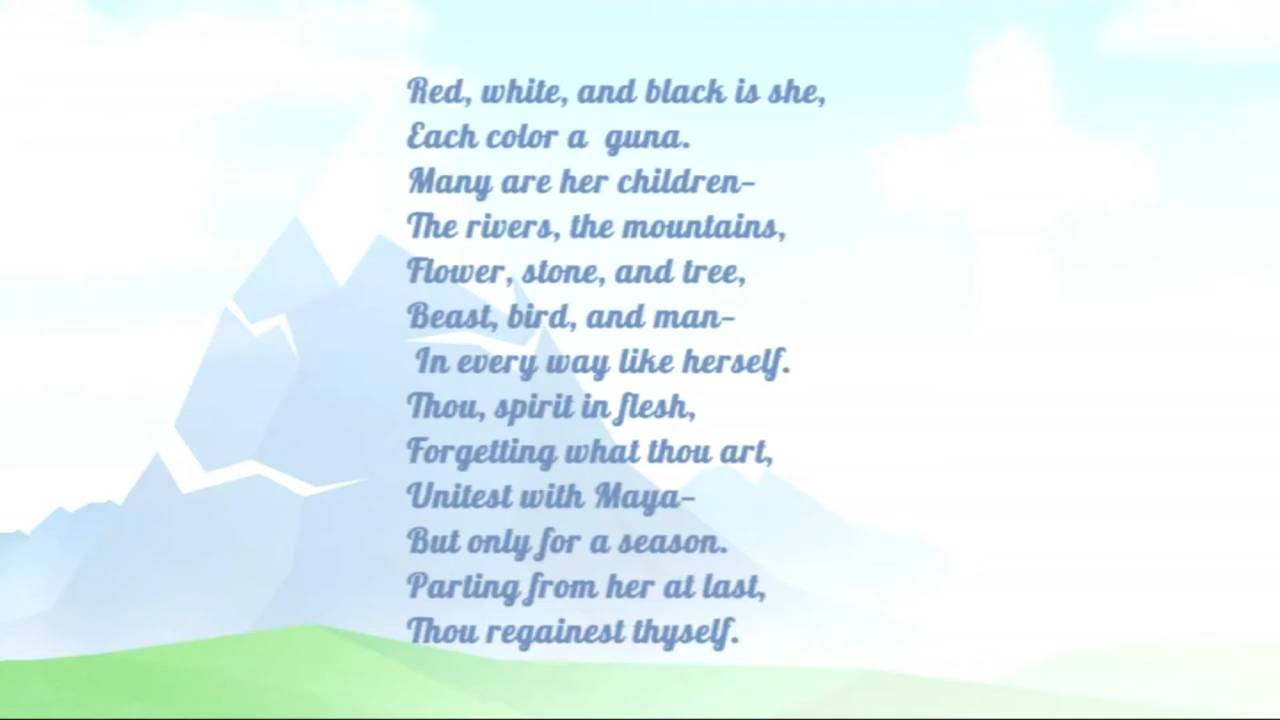 Red, white, and black is she,
Each color a guna.
Many are her children–
The rivers, the mountains,
Flower, stone, and tree,
Beast, bird, and man–
In every way like herself.
Thou, spirit in flesh,
Forgetting what thou art,
Unitest with Maya–
But only for a season.
Parting from her at last,
Thou regainest thyself.